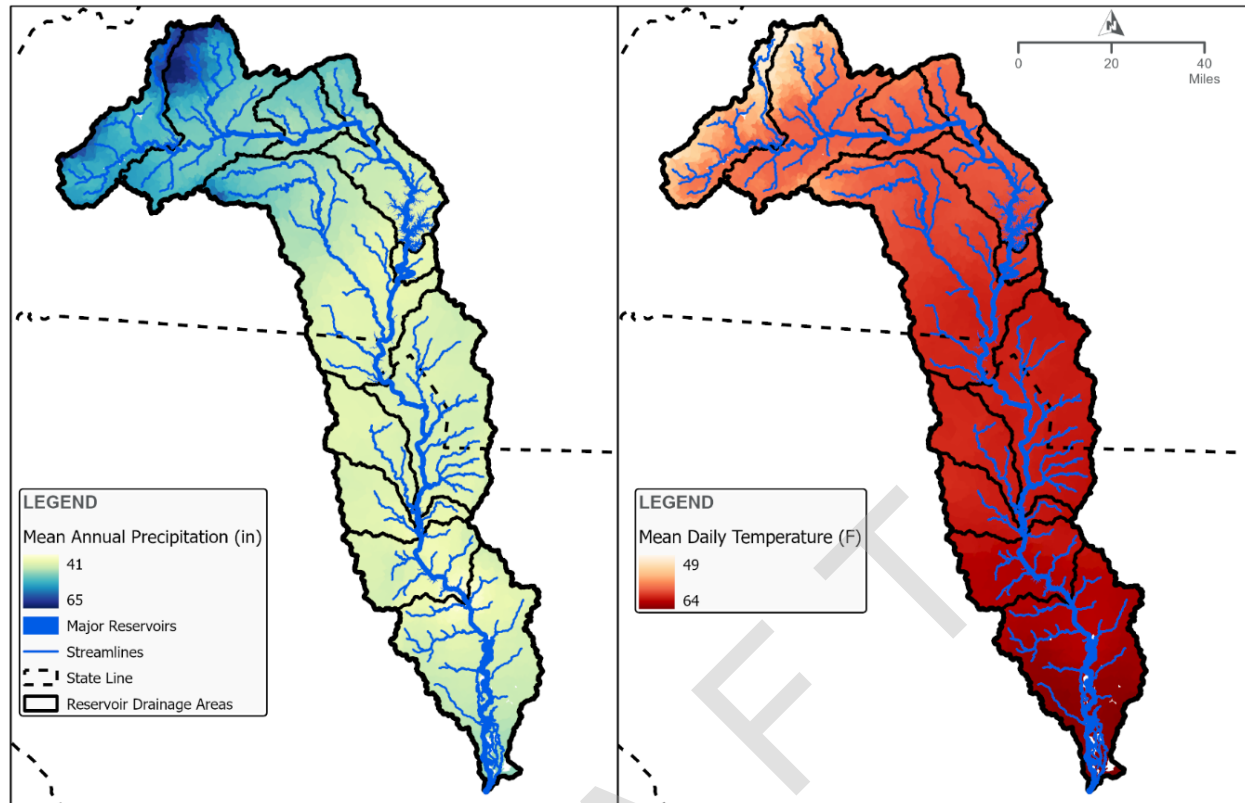 LEGEND
Mean Annual Precipitation (in)
41
65
Major Reservoirs
Streamlines
State Line
Reservoir Drainage Areas
N
0 20 40
Miles
LEGEND
Mean Daily Temperature (F)
49
64
A F T